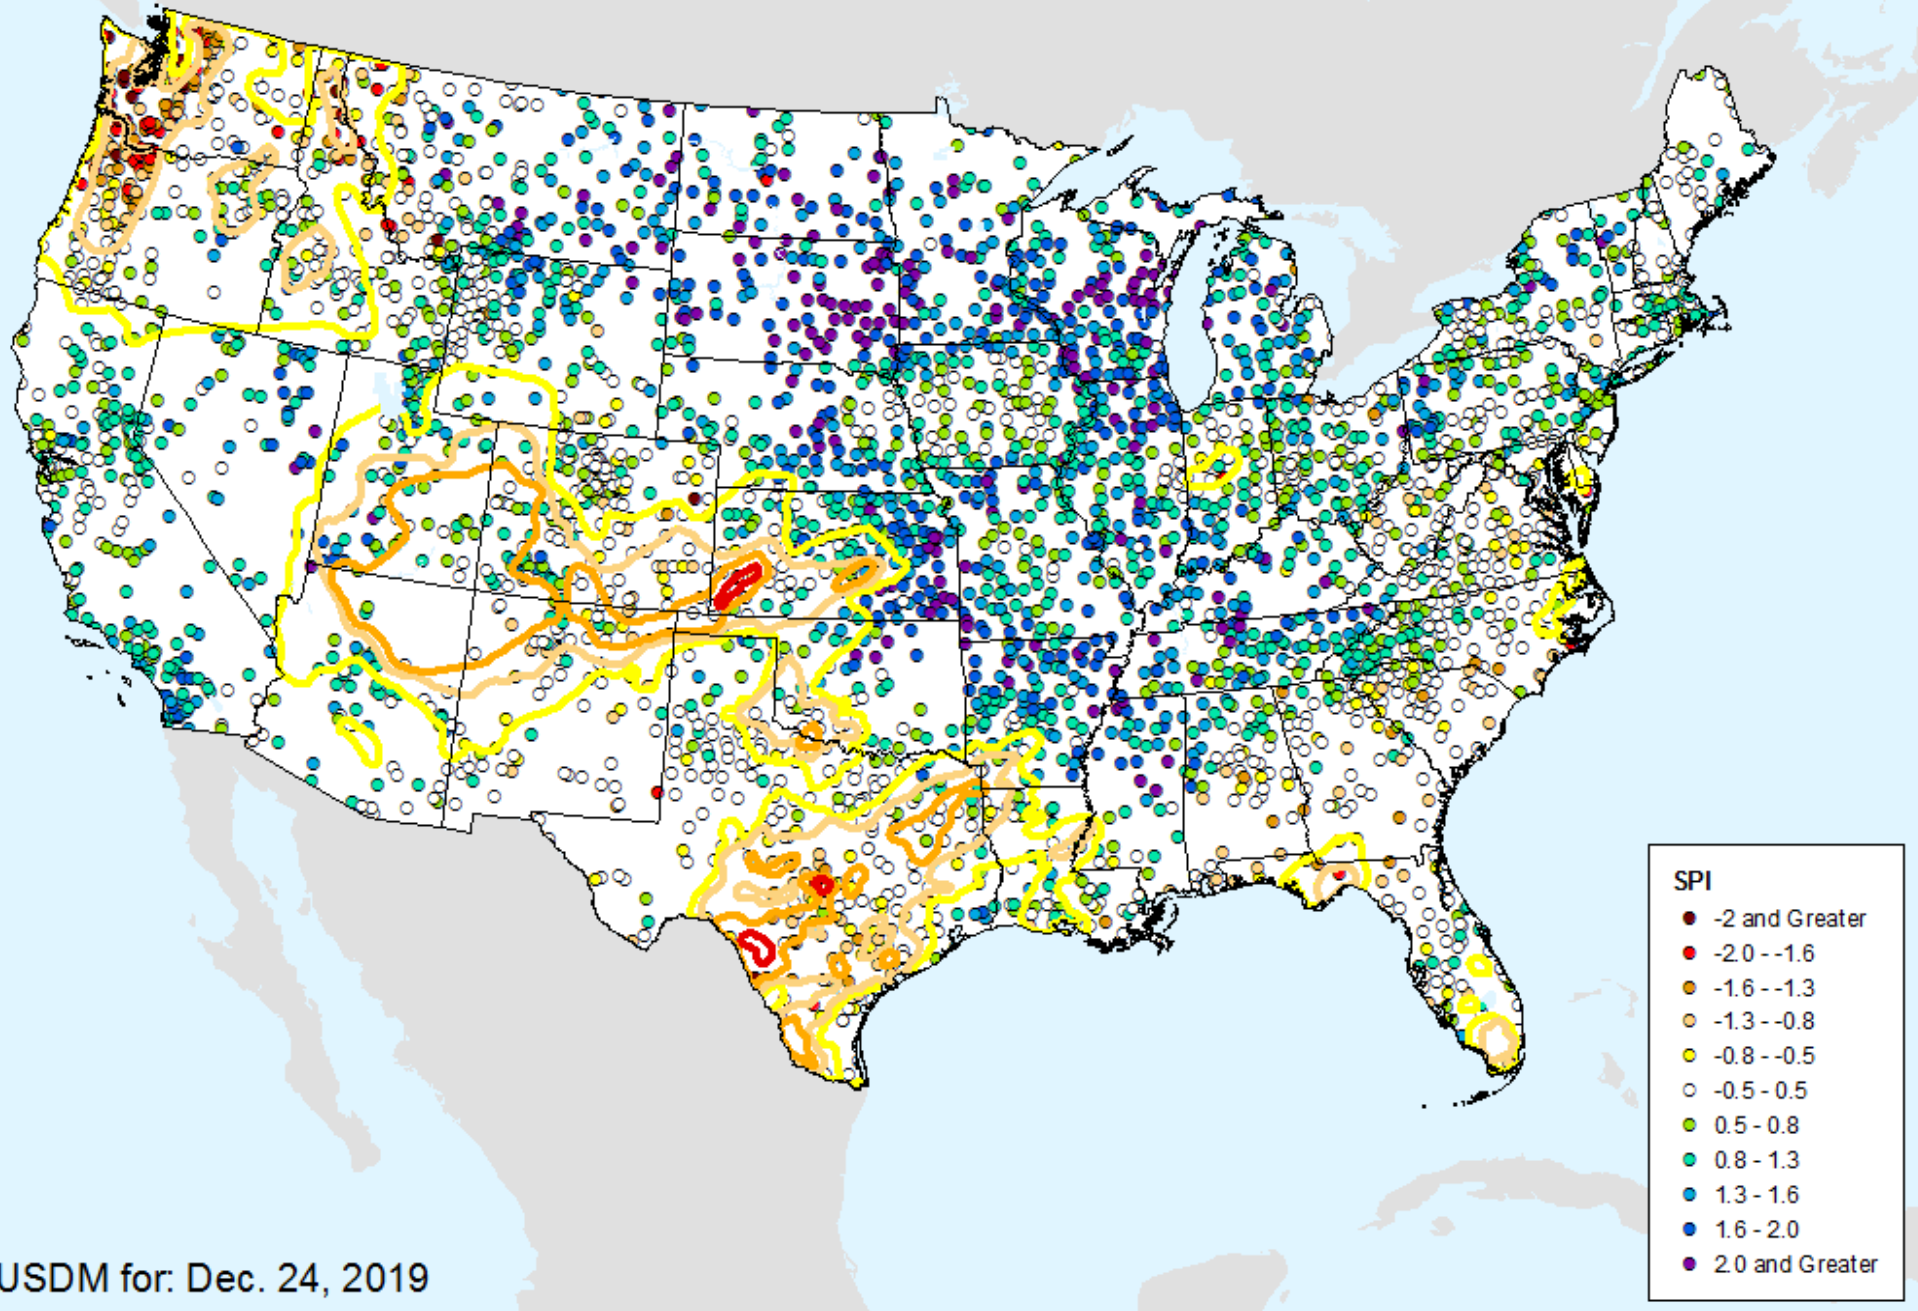 SPI
-2 and Greater
-2.0 - -1.6
-1.6 - -1.3
-1.3 - -0.8
-0.8 - -0.5
-0.5 - 0.5
0.5 - 0.8
0.8 - 1.3
1.3 - 1.6
1.6 - 2.0
2.0 and Greater
USDM for: Dec. 24, 2019